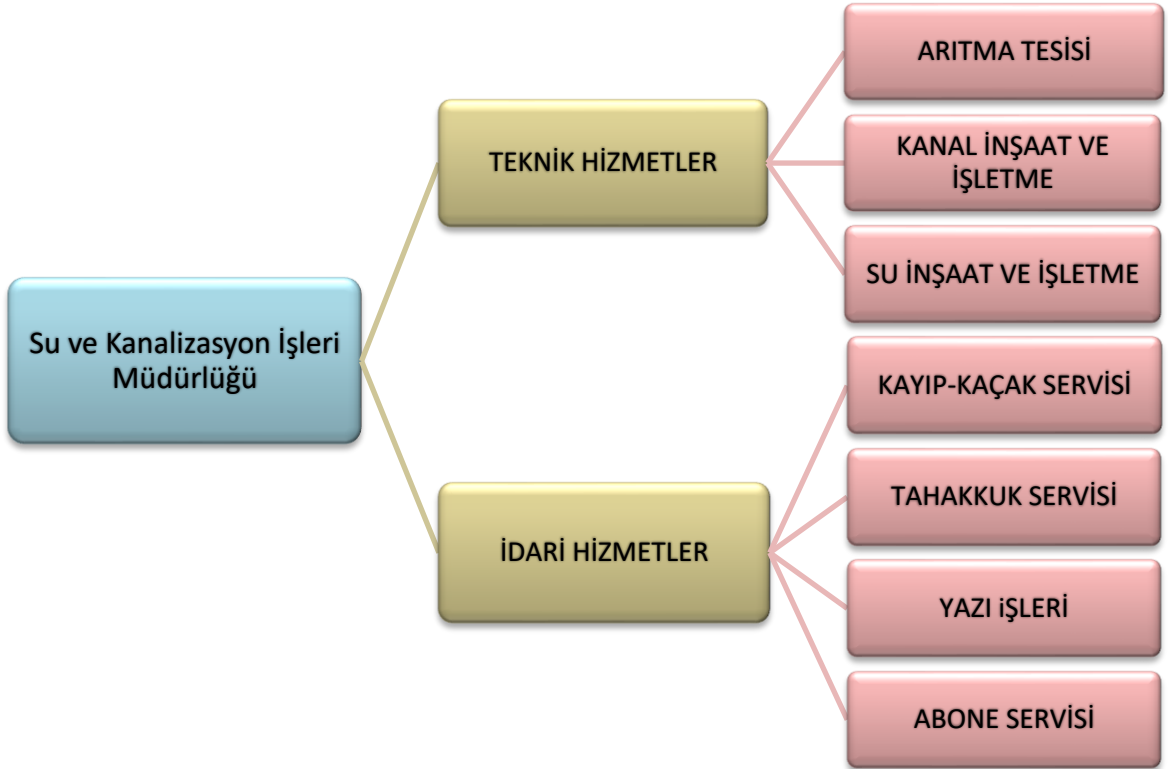 Su ve Kanalizasyon İşleri
Müdürlüğü
TEKNİK HİZMETLER
ARITMA TESİSİ
KANAL İNŞAAT VE
İŞLETME
SU İNŞAAT VE İŞLETME
İDARİ HİZMETLER
KAYIP-KAÇAK SERVİSİ
TAHAKKUK SERVİSİ
YAZI iŞLERİ
ABONE SERVİSİ